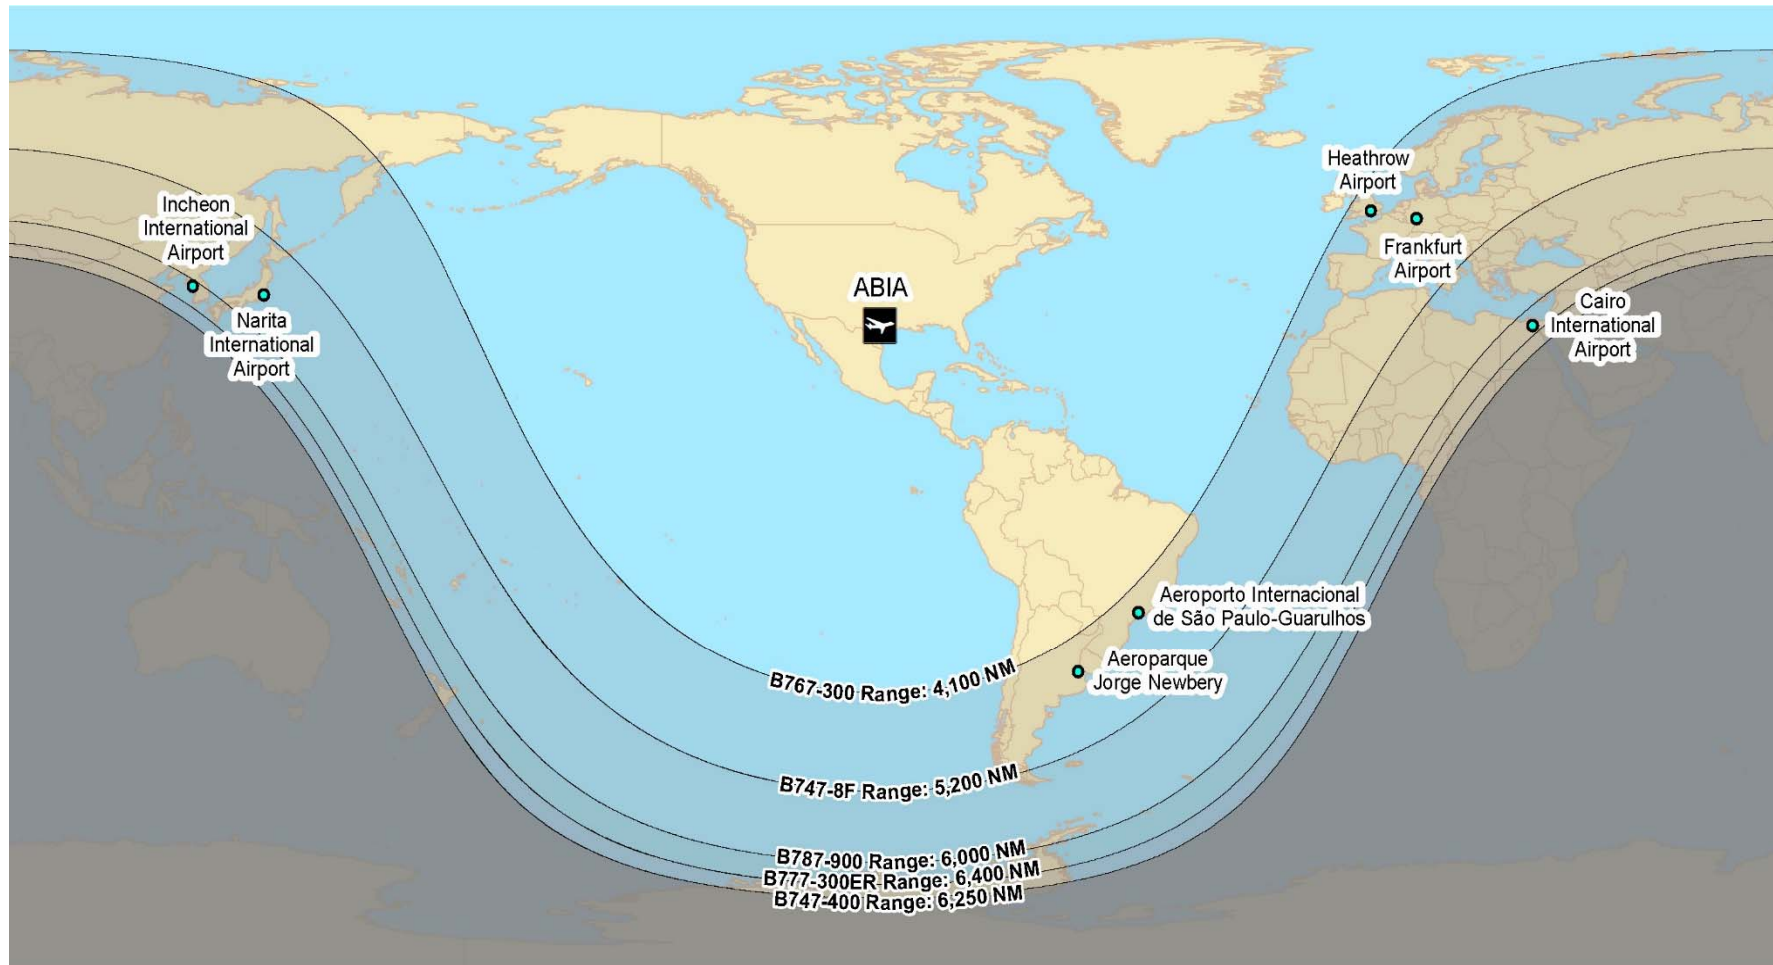 Heathrow
Airport
Incheon
International
Airport
Frankfurt
Airport
ABIA
Cairo
International
Airport
Narita
International
Airport
Aeroporto Internacional
de São Paulo-Guarulhos
Aeroparque
Jorge Newbery
B767-300 Range: 4,100 NM
B747-8F Range: 5,200 NM
B787-900 Range: 6,000 NM
B777-300ER Range: 6,400 NM
B747-400 Range: 6,250 NM